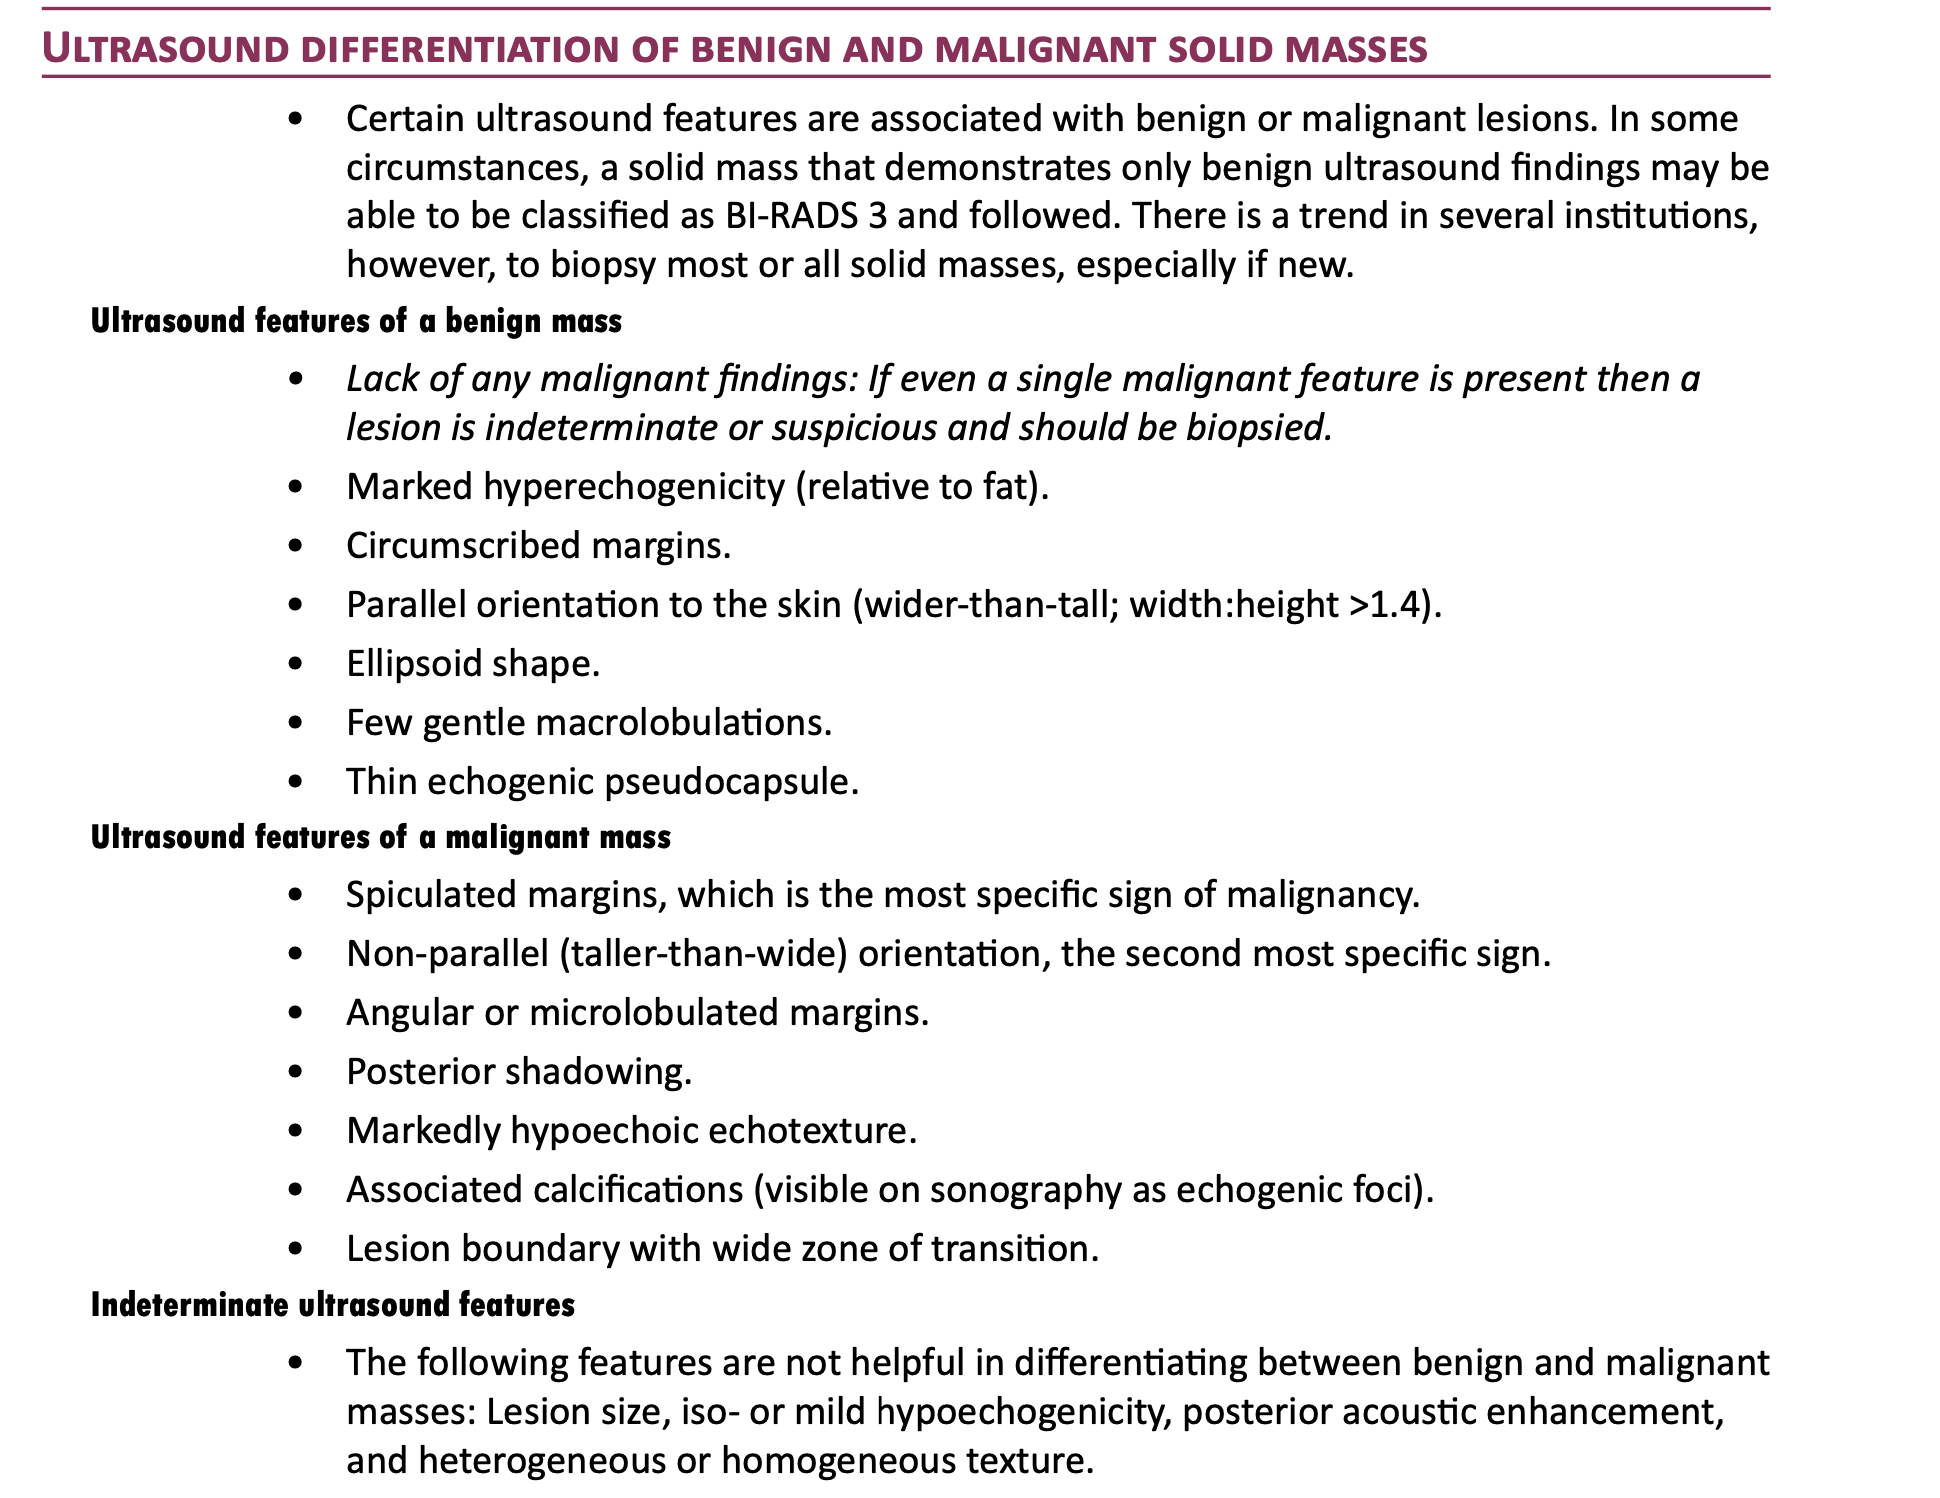 ULTRASOUND DIFFERENTIATION OF BENIGN AND MALIGNANT SOLID MASSES
• Certain ultrasound features are associated with benign or malignant lesions. In some
circumstances, a solid mass that demonstrates only benign ultrasound findings may be
able to be classified as BI-RADS 3 and followed. There is a trend in several institutions,
however, to biopsy most or all solid masses, especially if new.
Ultrasound features of a benign mass
• Lack of any malignant findings: If even a single malignant feature is present then a
lesion is indeterminate or suspicious and should be biopsied.
• Marked hyperechogenicity (relative to fat).
• Circumscribed margins.
• Parallel orientation to the skin (wider-than-tall; width:height >1.4).
• Ellipsoid shape.
• Few gentle macrolobulations.
• Thin echogenic pseudocapsule.
Ultrasound features of a malignant mass
• Spiculated margins, which is the most specific sign of malignancy.
• Non-parallel (taller-than-wide) orientation, the second most specific sign.
• Angular or microlobulated margins.
• Posterior shadowing.
• Markedly hypoechoic echotexture.
• Associated calcifications (visible on sonography as echogenic foci).
• Lesion boundary with wide zone of transition.
Indeterminate ultrasound features
• The following features are not helpful in differentiating between benign and malignant
masses: Lesion size, iso- or mild hypoechogenicity, posterior acoustic enhancement,
and heterogeneous or homogeneous texture.